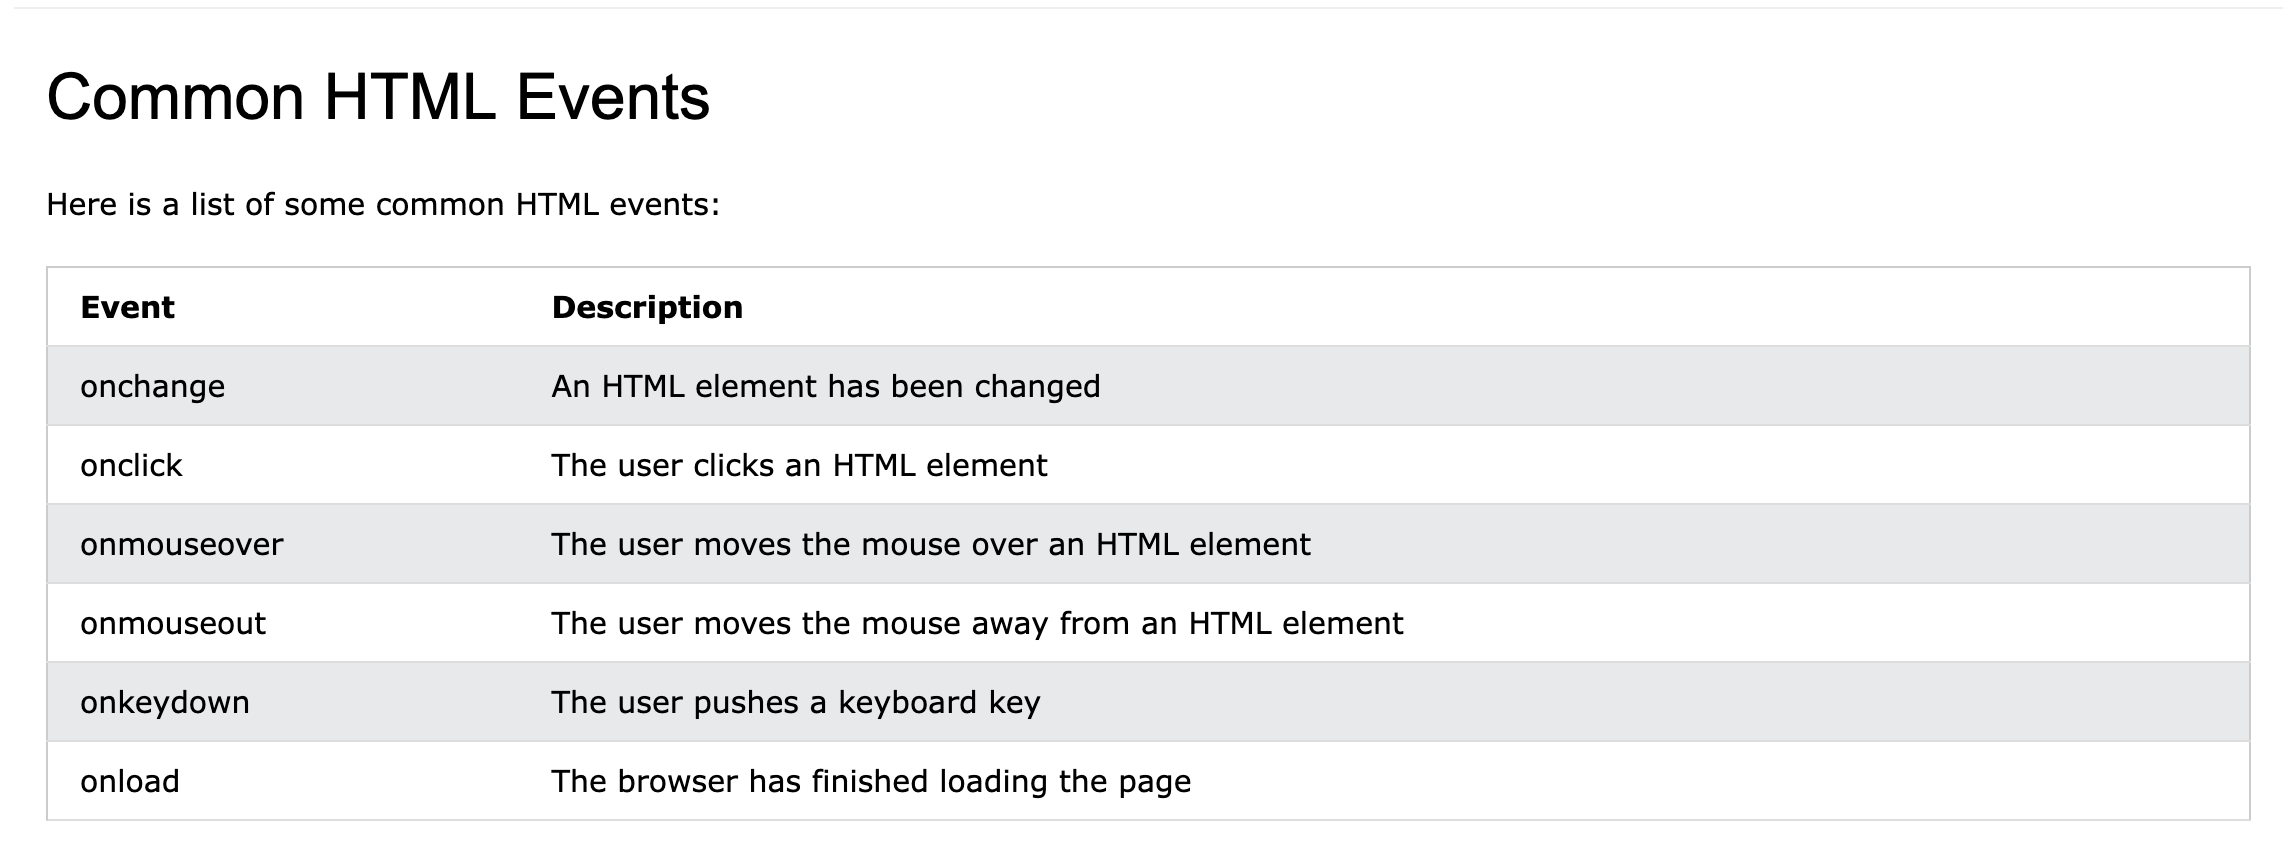 Common HTML Events
Here is a list of some common HTML events:
Event Description
onchange An HTML element has been changed
onclick The user clicks an HTML element
onmouseover The user moves the mouse over an HTML element
onmouseout The user moves the mouse away from an HTML element
onkeydown The user pushes a keyboard key
onload The browser has finished loading the page